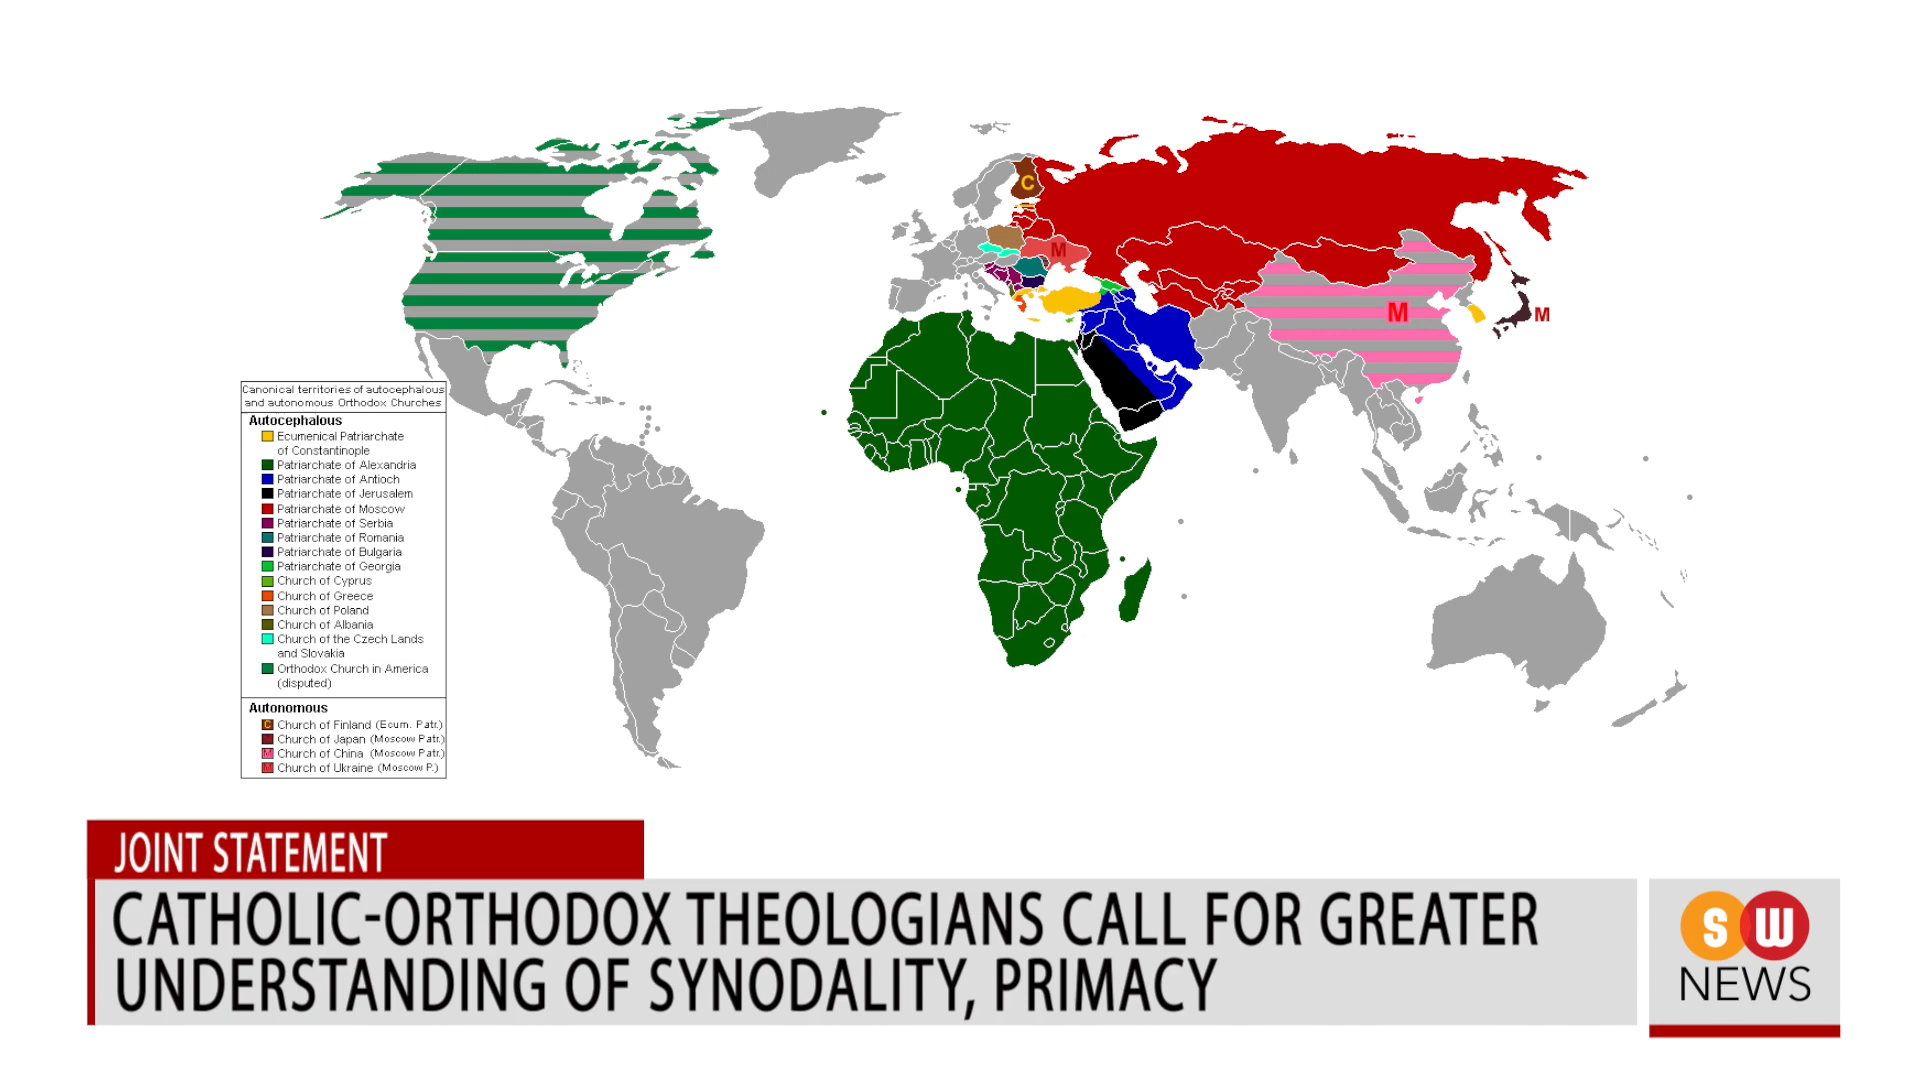 C
M
M
M
Canonical territories of autocephalous
and autonomous Orthodox Churches
Autocephalous
Ecumenical Patriarchate
of Constantinople
Patriarchate of Alexandria
Patriarchate of Antioch
Patriarchate of Jerusalem
Patriarchate of Moscow
Patriarchate of Serbia
Patriarchate of Romania
Patriarchate of Bulgaria
Patriarchate of Georgia
Church of Cyprus
Church of Greece
Church of Poland
Church of Albania
Church of the Czech Lands
and Slovakia
Orthodox Church in America
(disputed)
Autonomous
C Church of Finland (Ecum. Patr.)
Church of Japan (Moscow Patr.)
M Church of China (Moscow Patr.)
M Church of Ukraine (Moscow P.)
JOINT STATEMENT
CATHOLIC-ORTHODOX THEOLOGIANS CALL FOR GREATER
UNDERSTANDING OF SYNODALITY, PRIMACY
SW
NEWS